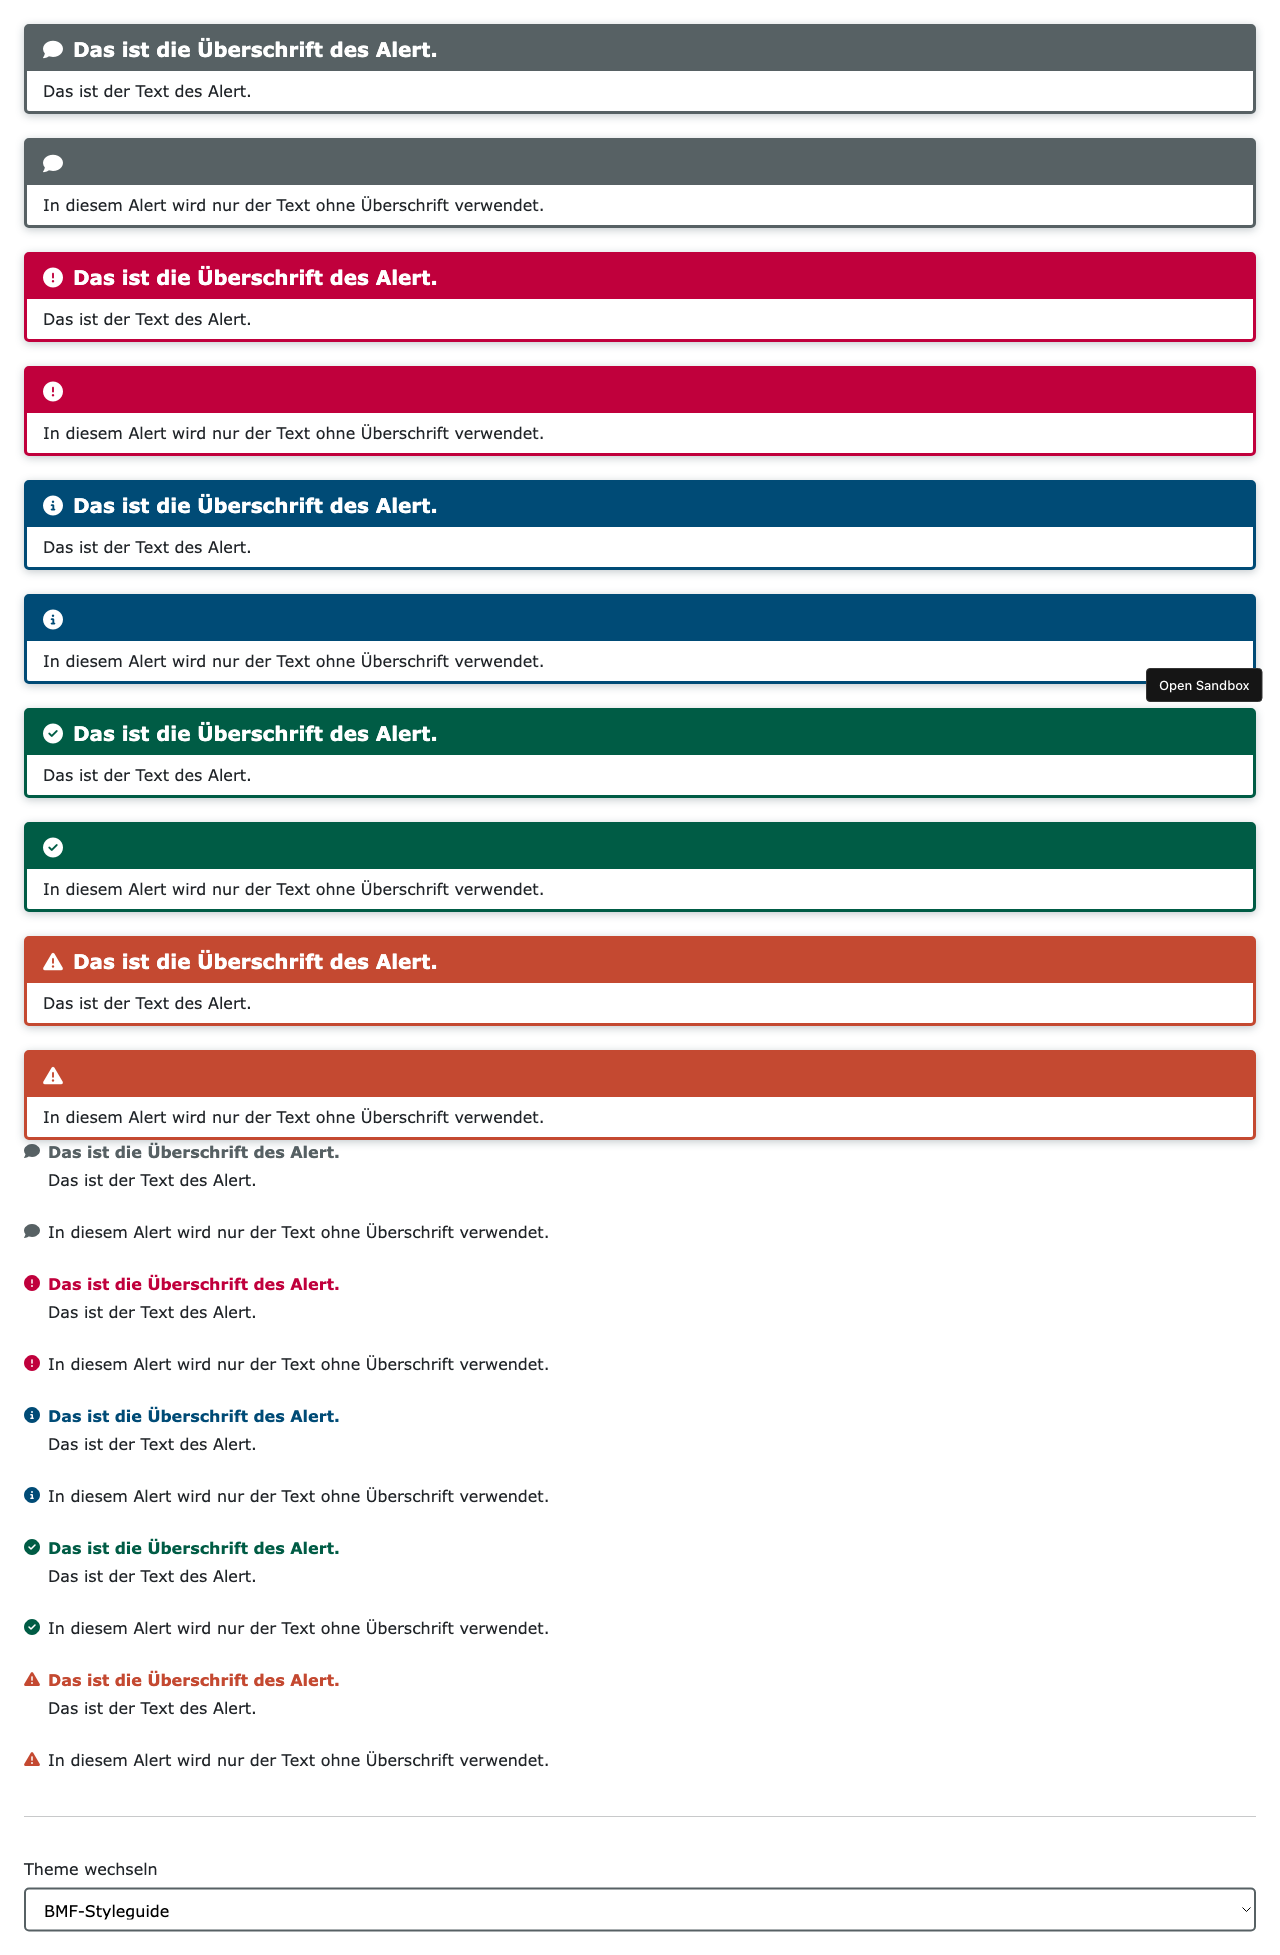 Das ist die Überschrift des Alert.
Das ist der Text des Alert.
In diesem Alert wird nur der Text ohne Überschrift verwendet.
Das ist die Überschrift des Alert.
Das ist der Text des Alert.
In diesem Alert wird nur der Text ohne Überschrift verwendet.
Das ist die Überschrift des Alert.
Das ist der Text des Alert.
In diesem Alert wird nur der Text ohne Überschrift verwendet.
Open Sandbox
Das ist die Überschrift des Alert.
Das ist der Text des Alert.
In diesem Alert wird nur der Text ohne Überschrift verwendet.
Das ist die Überschrift des Alert.
Das ist der Text des Alert.
In diesem Alert wird nur der Text ohne Überschrift verwendet.
Das ist die Überschrift des Alert.
Das ist der Text des Alert.
In diesem Alert wird nur der Text ohne Überschrift verwendet.
Das ist die Überschrift des Alert.
Das ist der Text des Alert.
In diesem Alert wird nur der Text ohne Überschrift verwendet.
Das ist die Überschrift des Alert.
Das ist der Text des Alert.
In diesem Alert wird nur der Text ohne Überschrift verwendet.
Das ist die Überschrift des Alert.
Das ist der Text des Alert.
In diesem Alert wird nur der Text ohne Überschrift verwendet.
Das ist die Überschrift des Alert.
Das ist der Text des Alert.
In diesem Alert wird nur der Text ohne Überschrift verwendet.
Theme wechseln
BMF-Styleguide